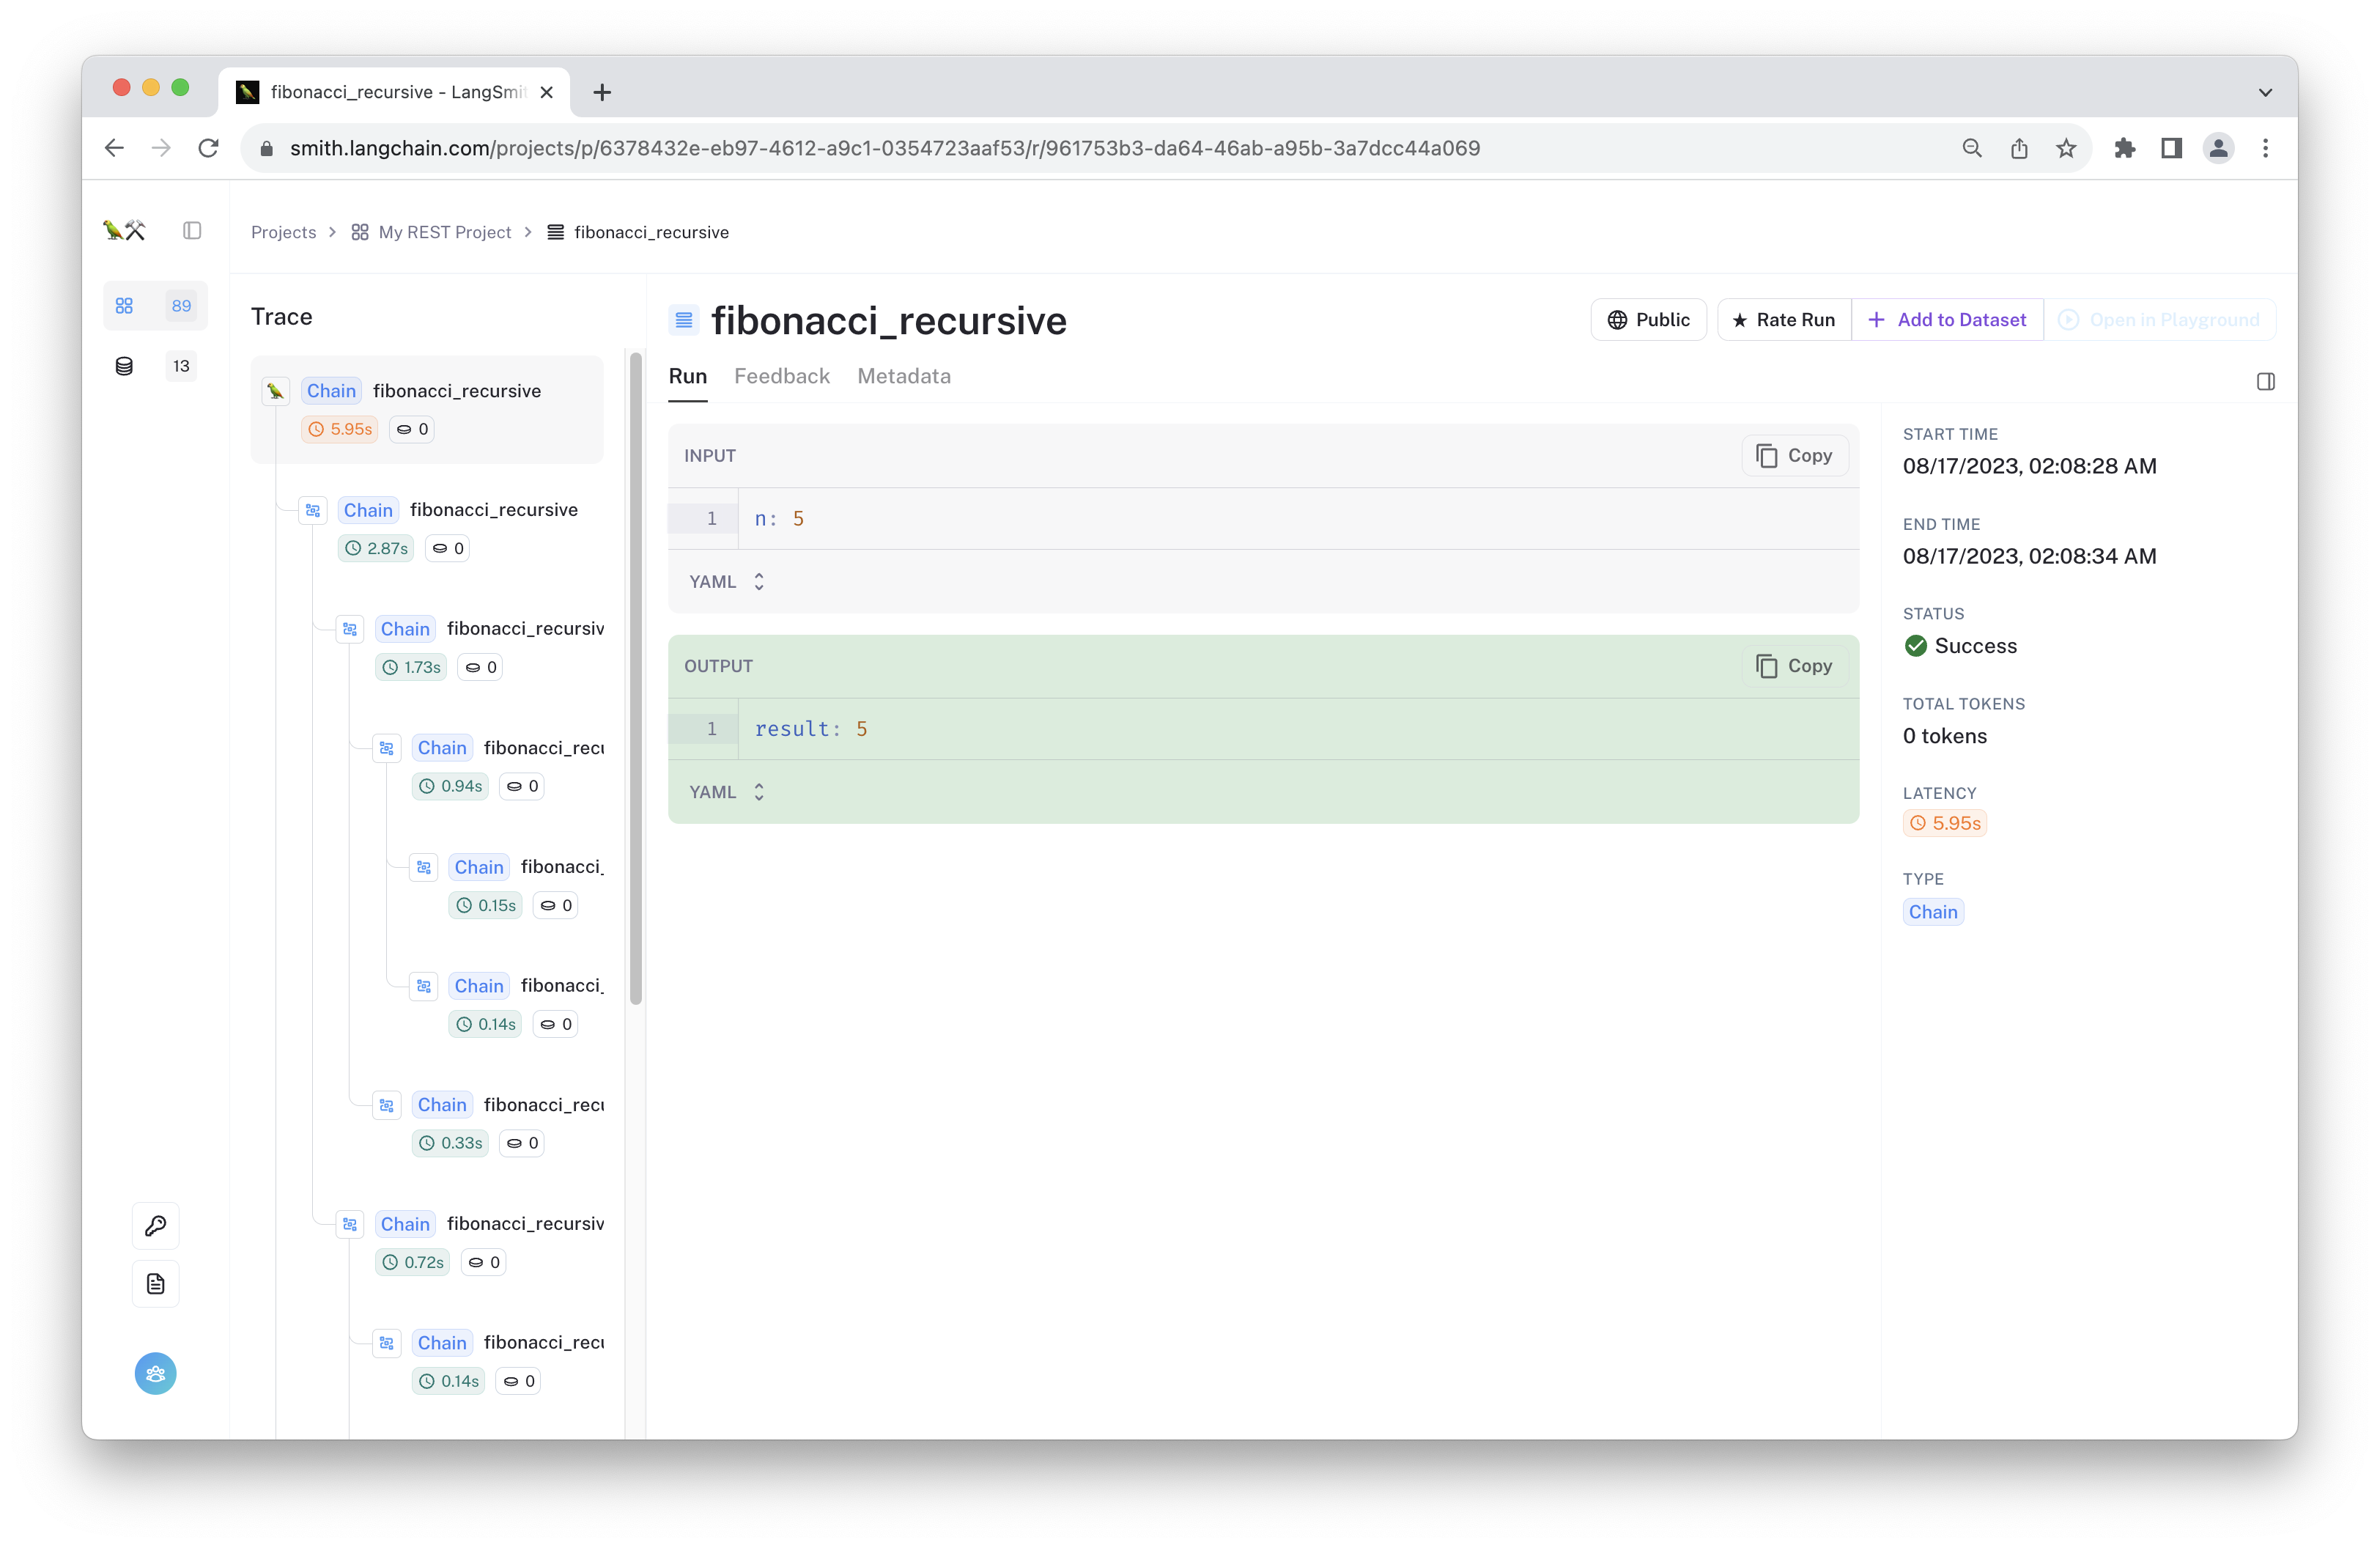 fibonacci_recursive - LangSmi
smith.langchain.com/projects/p/6378432e-eb97-4612-a9c1-0354723aaf53/r/961753b3-da64-46ab-a95b-3a7dcc44a069
Projects > My REST Project > fibonacci_recursive
89
13
Trace
Chain fibonacci_recursive
5.95s 0
Chain fibonacci_recursive
2.87s 0
Chain fibonacci_recursiv
1.73s 0
Chain fibonacci_recu
0.94s 0
Chain fibonacci_
0.15s 0
Chain fibonacci_
0.14s 0
Chain fibonacci_recu
0.33s 0
Chain fibonacci_recursiv
0.72s 0
Chain fibonacci_recu
0.14s 0
fibonacci_recursive
Public
Rate Run
Add to Dataset
Open in Playground
Run Feedback Metadata
INPUT
Copy
1 n: 5
YAML
OUTPUT
Copy
1 result: 5
YAML
START TIME
08/17/2023, 02:08:28 AM
END TIME
08/17/2023, 02:08:34 AM
STATUS
Success
TOTAL TOKENS
0 tokens
LATENCY
5.95s
TYPE
Chain